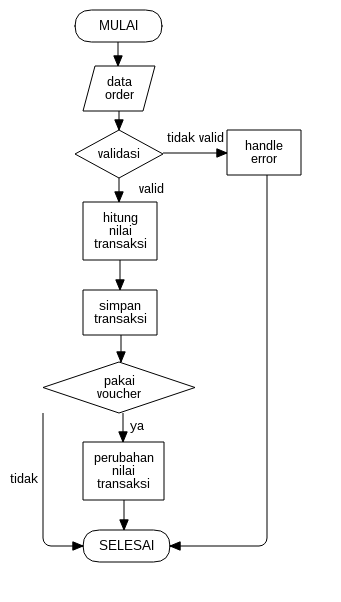 MULAI
data
order
validasi
tidak valid
handle
error
valid
hitung
nilai
transaksi
simpan
transaksi
pakai
voucher
ya
perubahan
nilai
transaksi
tidak
SELESAI